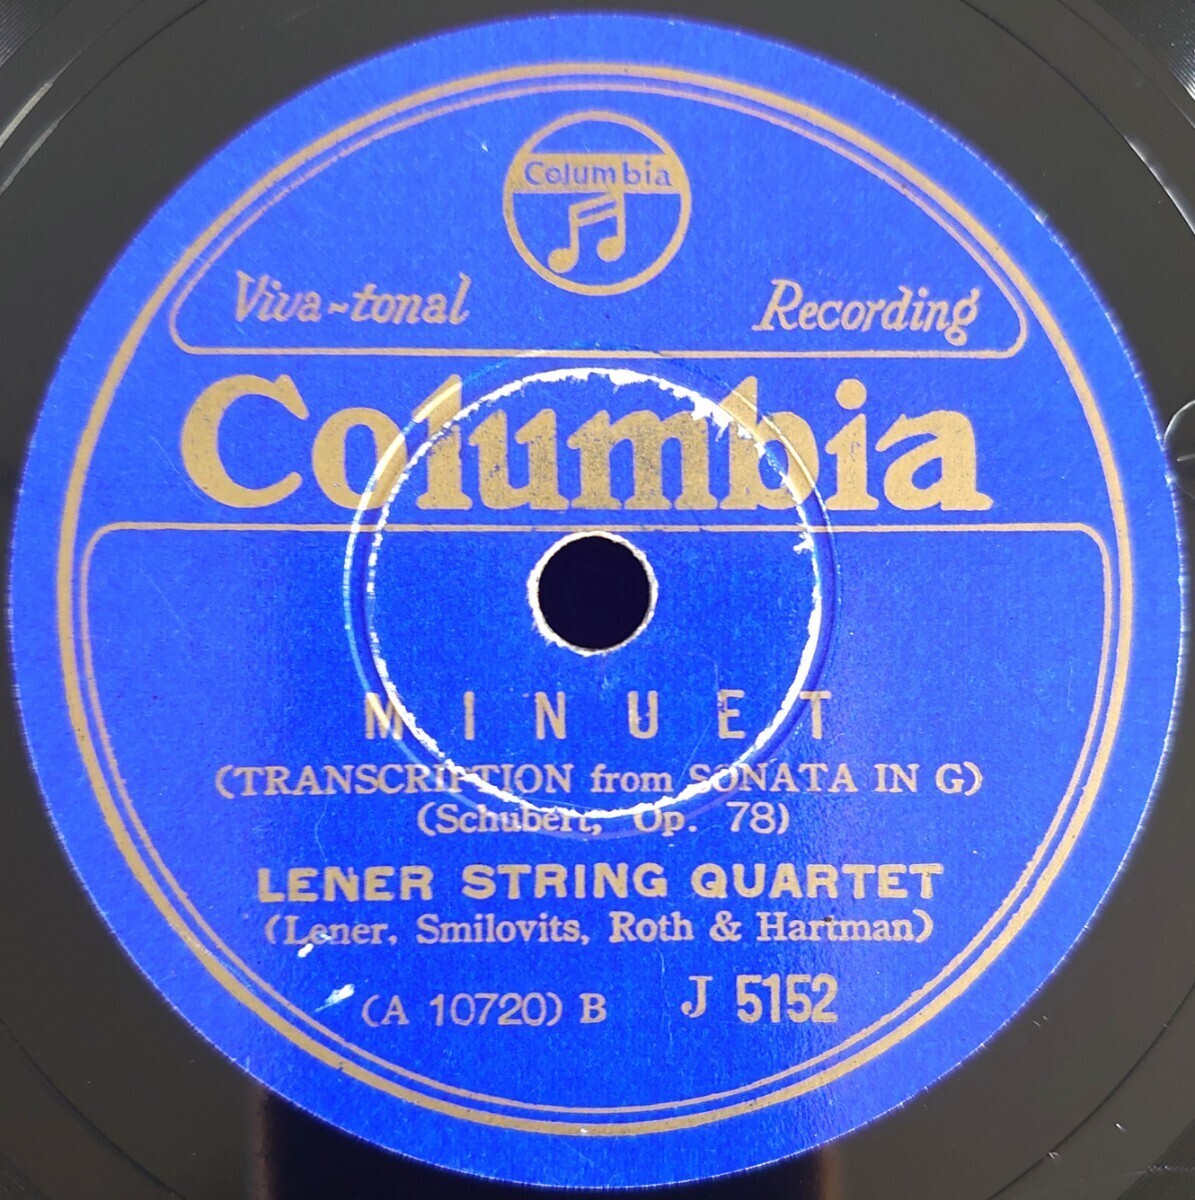 Columbia
Viva-tonal Recording
Columbia
MINUET
(TRANSCRIPTION from SONATA IN G)
(Schubert, Op. 78)
LENER STRING QUARTET
(Lener, Smilovits, Roth & Hartman)
(A 10720) B J 5152